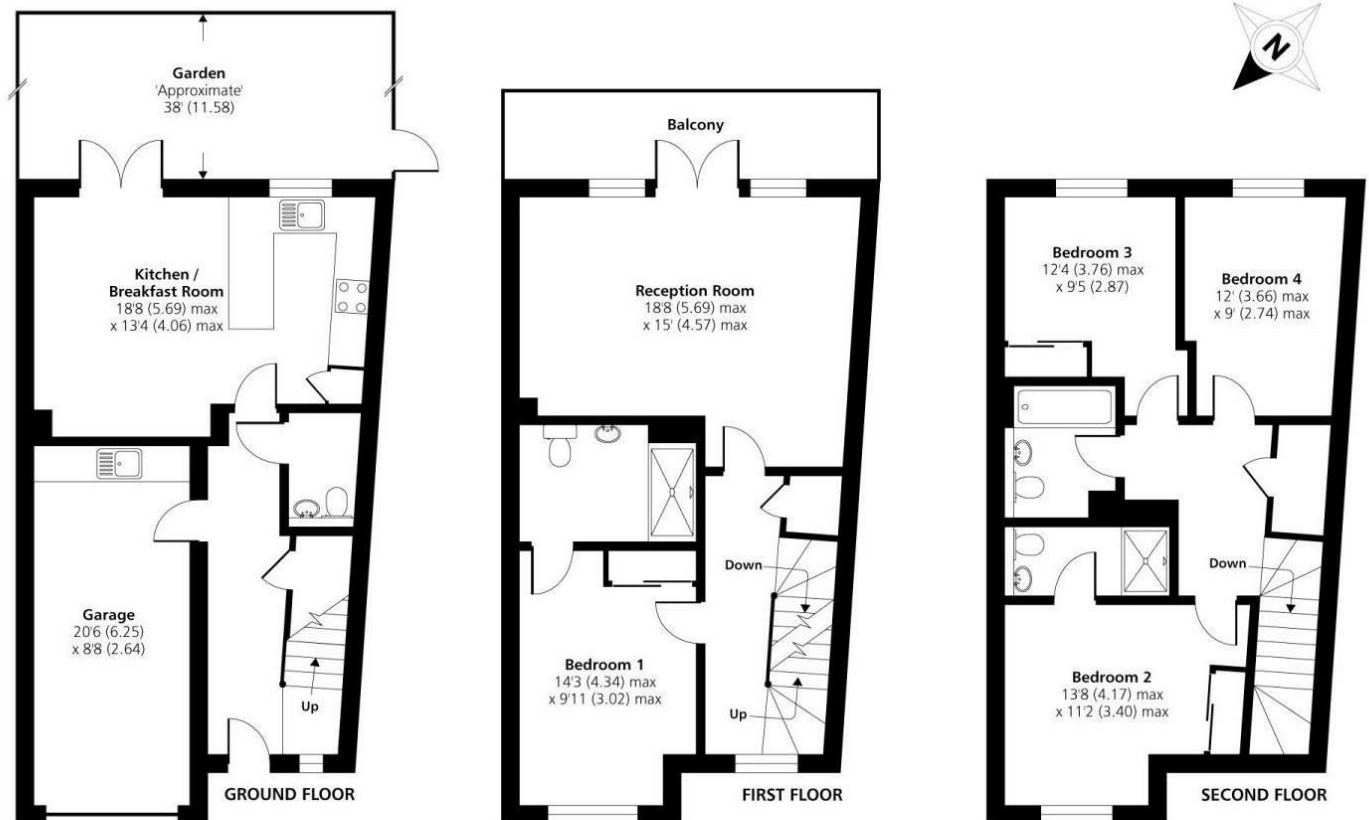 Garden
'Approximate'
38' (11.58)
Kitchen /
Breakfast Room
18'8 (5.69) max
x 13'4 (4.06) max
Garage
20'6 (6.25)
x 8'8 (2.64)
Up
GROUND FLOOR
Balcony
Reception Room
18'8 (5.69) max
x 15' (4.57) max
Down
Bedroom 1
14'3 (4.34) max
x 9'11 (3.02) max
Up
FIRST FLOOR
N
Bedroom 3
12'4 (3.76) max
x 9'5 (2.87)
Bedroom 4
12' (3.66) max
x 9' (2.74) max
Down
Bedroom 2
13'8 (4.17) max
x 11'2 (3.40) max
SECOND FLOOR